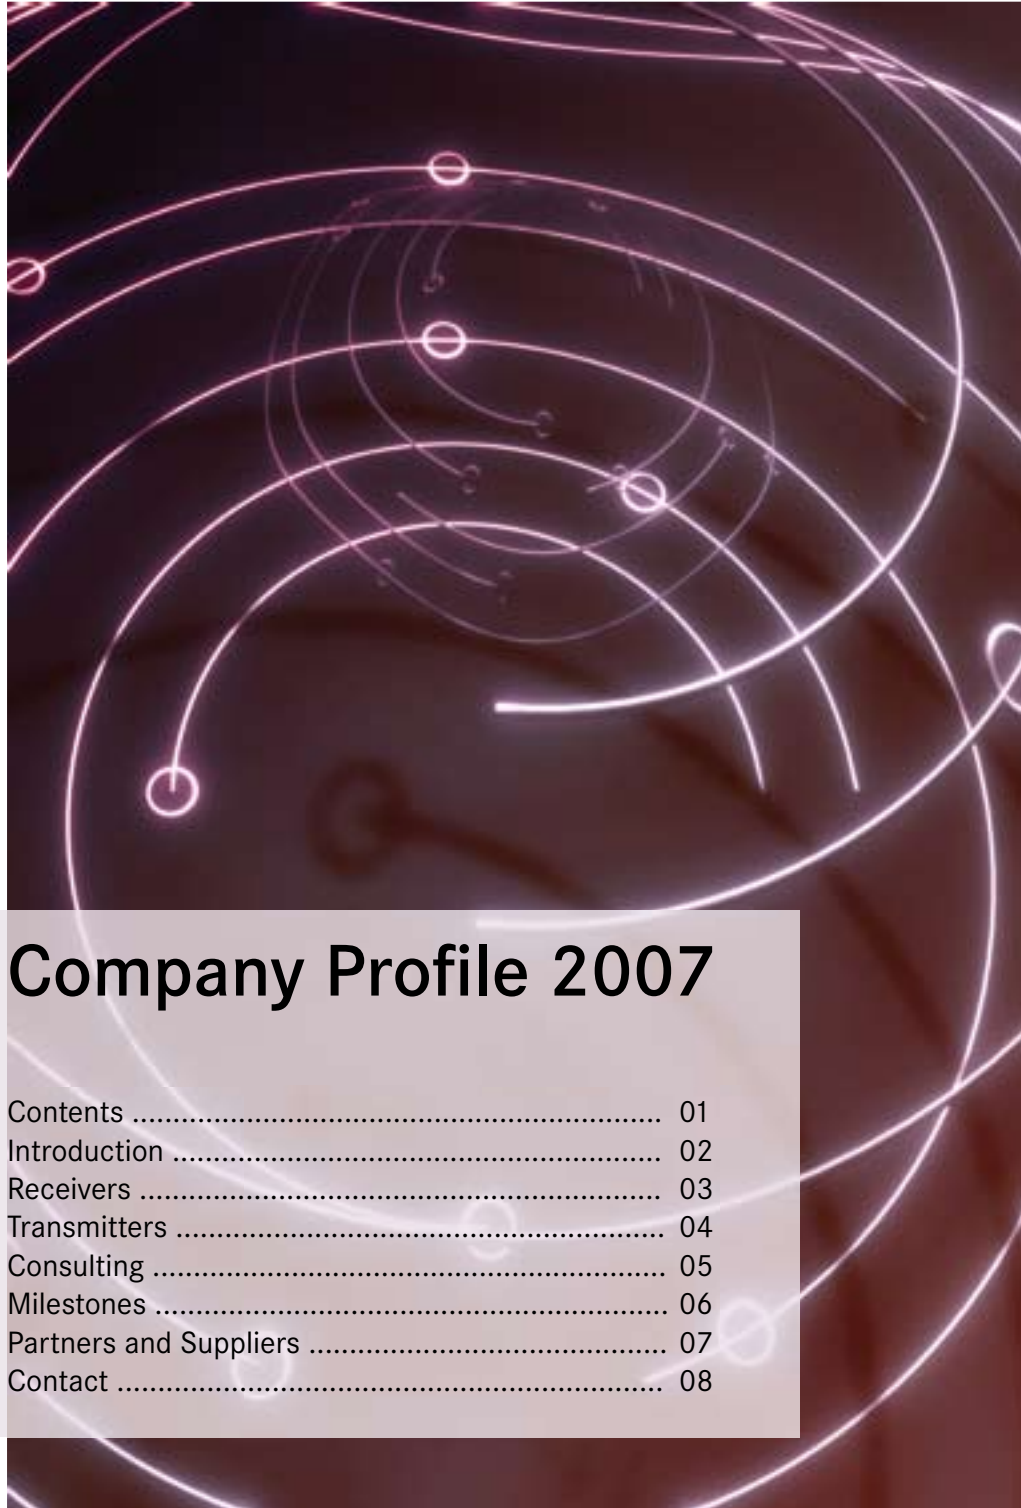 Company Profile 2007
Contents ................................................................ 01
Introduction ........................................................... 02
Receivers ............................................................... 03
Transmitters ........................................................... 04
Consulting .............................................................. 05
Milestones .............................................................. 06
Partners and Suppliers ........................................... 07
Contact .................................................................. 08